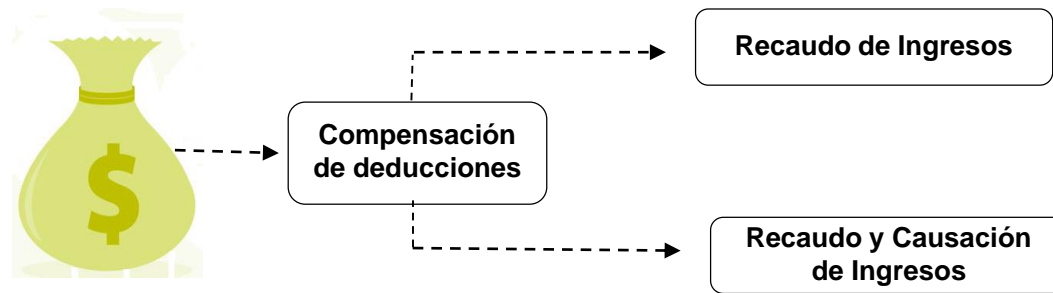 Recaudo de Ingresos
$
Compensación
de deducciones
Recaudo y Causación
de Ingresos